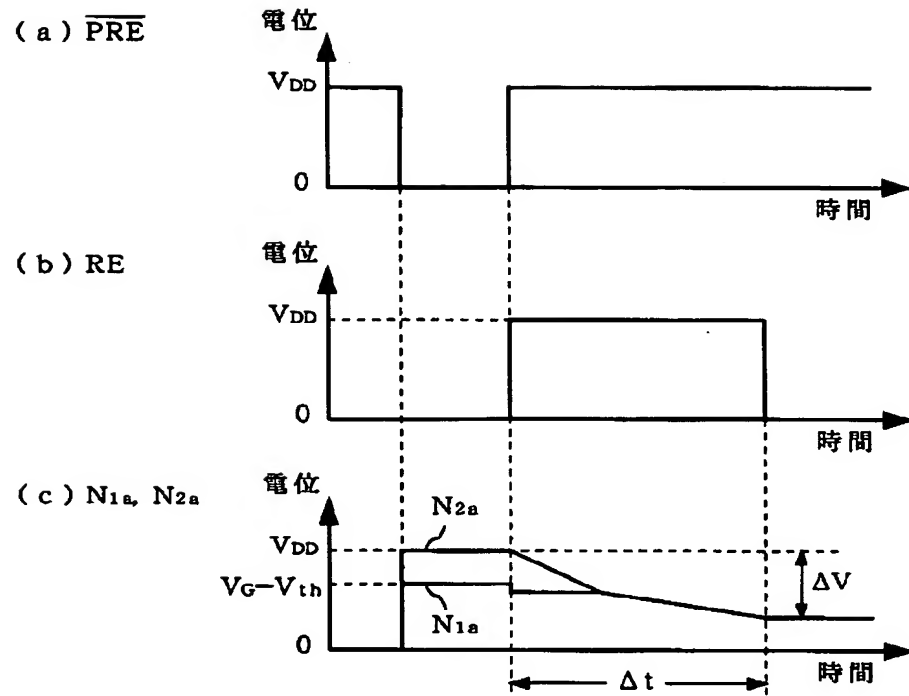 (a) P̅R̅E̅
電位
VDD
0
時間
(b) RE
電位
VDD
0
時間
(c) N1a, N2a
電位
N2a
VDD
VG−Vth
N1a
ΔV
0
時間
Δt